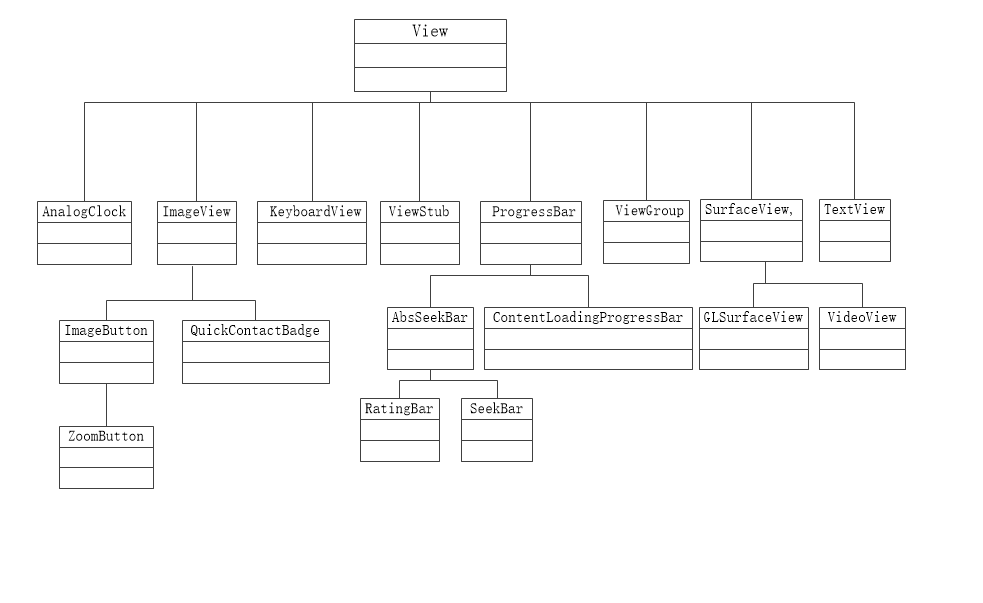 View
AnalogClock
ImageView
KeyboardView
ViewStub
ProgressBar
ViewGroup
SurfaceView,
TextView
ImageButton
QuickContactBadge
AbsSeekBar
ContentLoadingProgressBar
GLSurfaceView
VideoView
RatingBar
SeekBar
ZoomButton